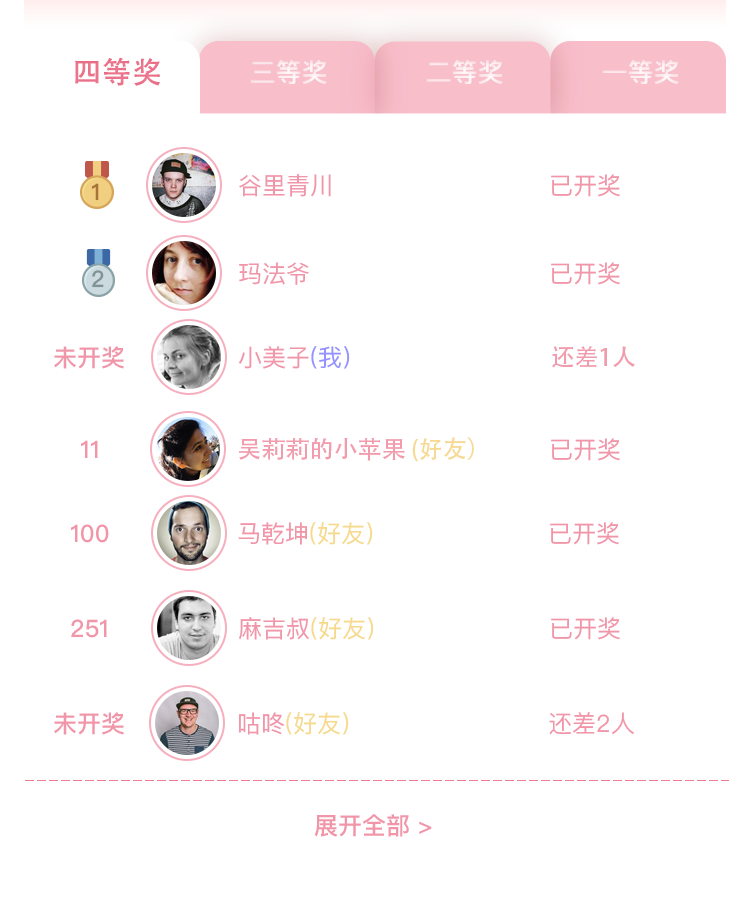 四等奖 三等奖 二等奖 一等奖
1 谷里青川 已开奖
2 玛法爷 已开奖
未开奖 小美子(我) 还差1人
11 吴莉莉的小苹果 (好友) 已开奖
100 马乾坤(好友) 已开奖
251 麻吉叔(好友) 已开奖
未开奖 咕咚(好友) 还差2人
展开全部 >